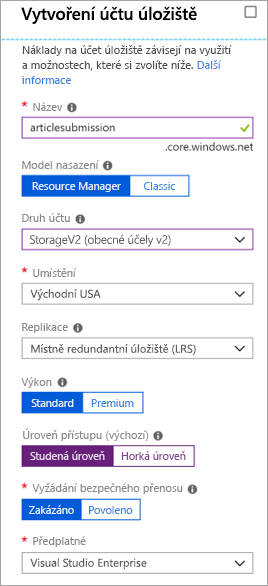 Vytvoření účtu úložiště
Náklady na účet úložiště závisejí na využití
a možnostech, které si zvolíte níže. Další
informace
* Název
articlesubmission
.core.windows.net
Model nasazení
Resource Manager Classic
Druh účtu
StorageV2 (obecné účely v2)
* Umístění
Východní USA
Replikace
Místně redundantní úložiště (LRS)
Výkon
Standard Premium
Úroveň přístupu (výchozí)
Studená úroveň Horká úroveň
* Vyžádání bezpečného přenosu
Zakázáno Povoleno
* Předplatné
Visual Studio Enterprise